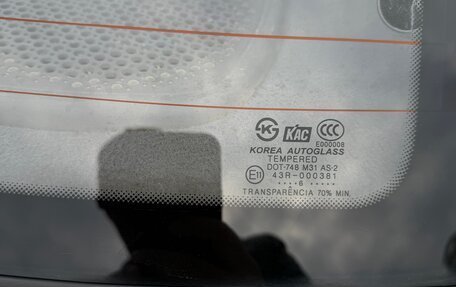 KAC CCC
E000008
KOREA AUTOGLASS
TEMPERED
DOT-748 M31 AS-2
E11 43R-000381
····6 ·····
TRANSPARÊNCIA 70% MIN.